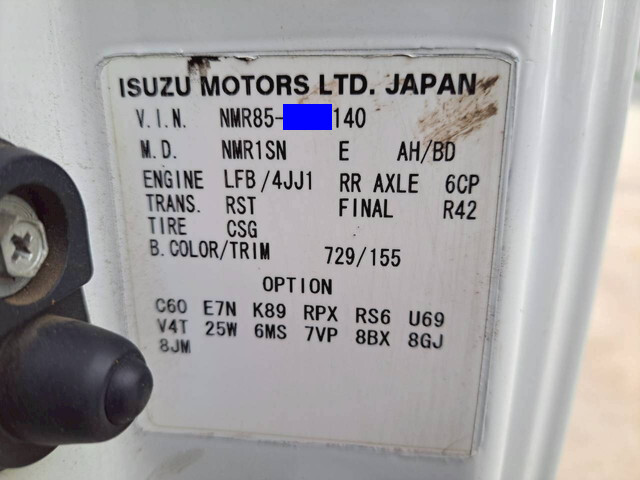 ISUZU MOTORS LTD. JAPAN
V.I.N. NMR85- 140
M.D. NMR1SN E AH/BD
ENGINE LFB/4JJ1 RR AXLE 6CP
TRANS. RST FINAL R42
TIRE CSG
B.COLOR/TRIM 729/155
OPTION
C60 E7N K89 RPX RS6 U69
V4T 25W 6MS 7VP 8BX 8GJ
8JM